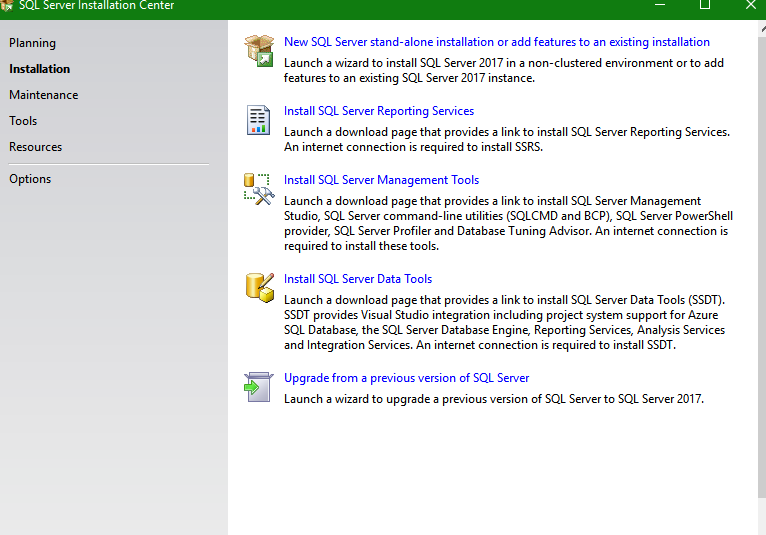 SQL Server Installation Center
Planning
Installation
Maintenance
Tools
Resources
Options
New SQL Server stand-alone installation or add features to an existing installation
Launch a wizard to install SQL Server 2017 in a non-clustered environment or to add
features to an existing SQL Server 2017 instance.
Install SQL Server Reporting Services
Launch a download page that provides a link to install SQL Server Reporting Services.
An internet connection is required to install SSRS.
Install SQL Server Management Tools
Launch a download page that provides a link to install SQL Server Management
Studio, SQL Server command-line utilities (SQLCMD and BCP), SQL Server PowerShell
provider, SQL Server Profiler and Database Tuning Advisor. An internet connection is
required to install these tools.
Install SQL Server Data Tools
Launch a download page that provides a link to install SQL Server Data Tools (SSDT).
SSDT provides Visual Studio integration including project system support for Azure
SQL Database, the SQL Server Database Engine, Reporting Services, Analysis Services
and Integration Services. An internet connection is required to install SSDT.
Upgrade from a previous version of SQL Server
Launch a wizard to upgrade a previous version of SQL Server to SQL Server 2017.